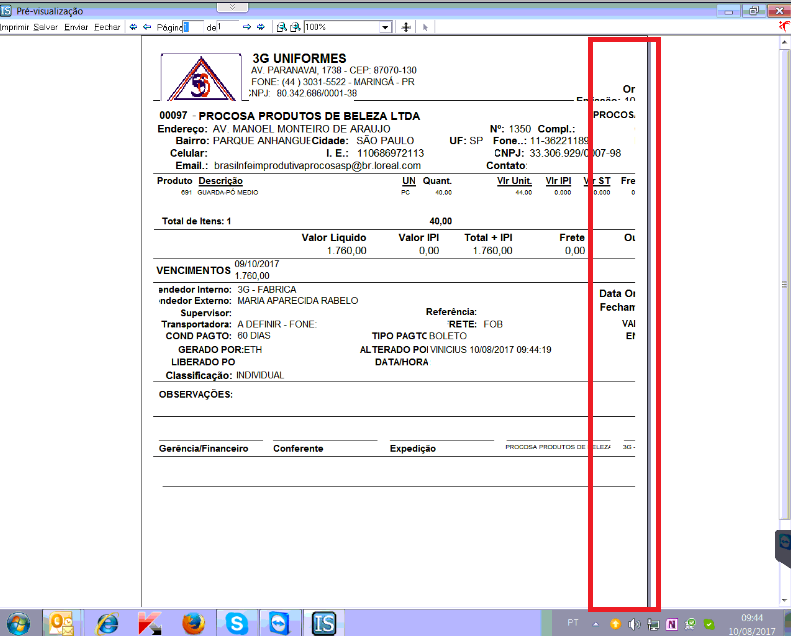 Pré-visualização
Imprimir Salvar Enviar Fechar Página 1 de 1 100%
3G UNIFORMES
AV. PARANAVAI, 1738 - CEP: 87070-130
FONE: (44 ) 3031-5522 - MARINGÁ - PR
CNPJ: 80.342.686/0001-38
Or
Emissão: 10
00097 - PROCOSA PRODUTOS DE BELEZA LTDA PROCOS
Endereço: AV MANOEL MONTEIRO DE ARAUJO Nº: 1350 Compl.:
Bairro: PARQUE ANHANGUE Cidade: SÃO PAULO UF: SP Fone..: 11-36221189
Celular: I. E.: 110686972113 CNPJ: 33.306.929/0007-98
Email.: brasilnfeimprodutivaprocosasp@br.loreal.com Contato:
Produto Descrição UN Quant. Vlr Unit. Vlr IPI Vlr ST Fre
691 GUARDA-PÓ MEDIO PC 40,00 44,00 0,000 0,000 0
Total de Itens: 1 40,00
Valor Liquido Valor IPI Total + IPI Frete Ou
1.760,00 0,00 1.760,00 0,00
VENCIMENTOS 09/10/2017
1.760,00
endedor Interno: 3G - FABRICA Data Or
ndedor Externo: MARIA APARECIDA RABELO Fecham
Supervisor: Referência:
Transportadora: A DEFINIR - FONE: RETE: FOB VAI
COND PAGTO: 60 DIAS TIPO PAGTO BOLETO EN
GERADO POR: ETH ALTERADO POI VINICIUS 10/08/2017 09:44:19
LIBERADO PO DATA/HORA
Classificação: INDIVIDUAL
OBSERVAÇÕES:
Gerência/Financeiro Conferente Expedição PROCOSA PRODUTOS DE BELEZA 3G -
PT 09:44
10/08/2017